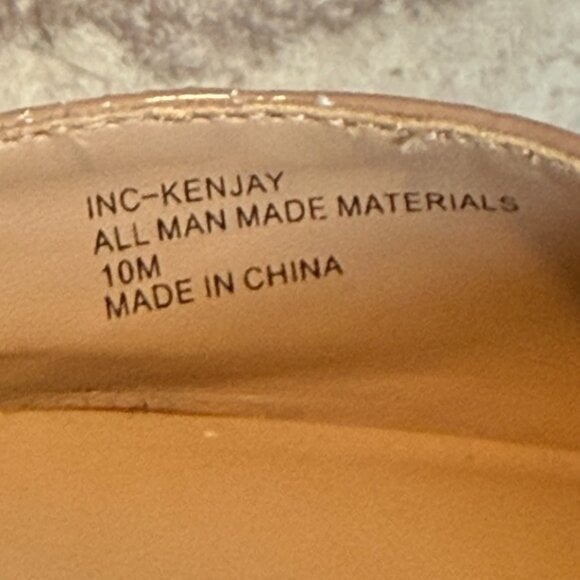 INC-KENJAY
ALL MAN MADE MATERIALS
10M
MADE IN CHINA